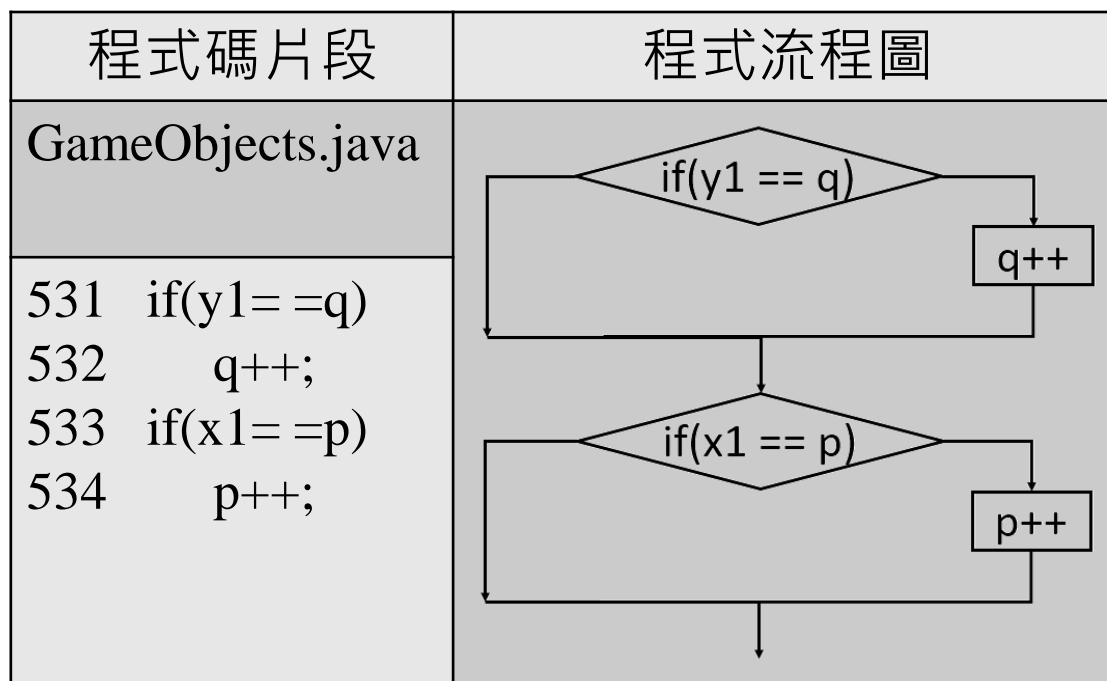 程式碼片段
程式流程圖
GameObjects.java
531 if(y1= =q)
532 q++;
533 if(x1= =p)
534 p++;
if(y1 == q)
q++
if(x1 == p)
p++